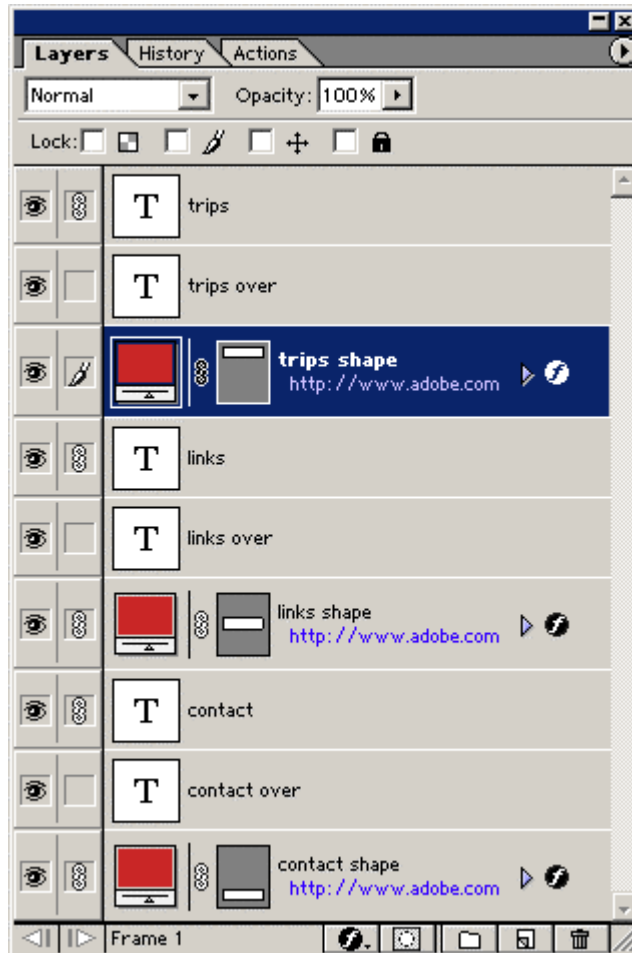 Layers History Actions
Normal Opacity: 100%
Lock:
T trips
T trips over
trips shape
http://www.adobe.com
T links
T links over
links shape
http://www.adobe.com
T contact
T contact over
contact shape
http://www.adobe.com
Frame 1